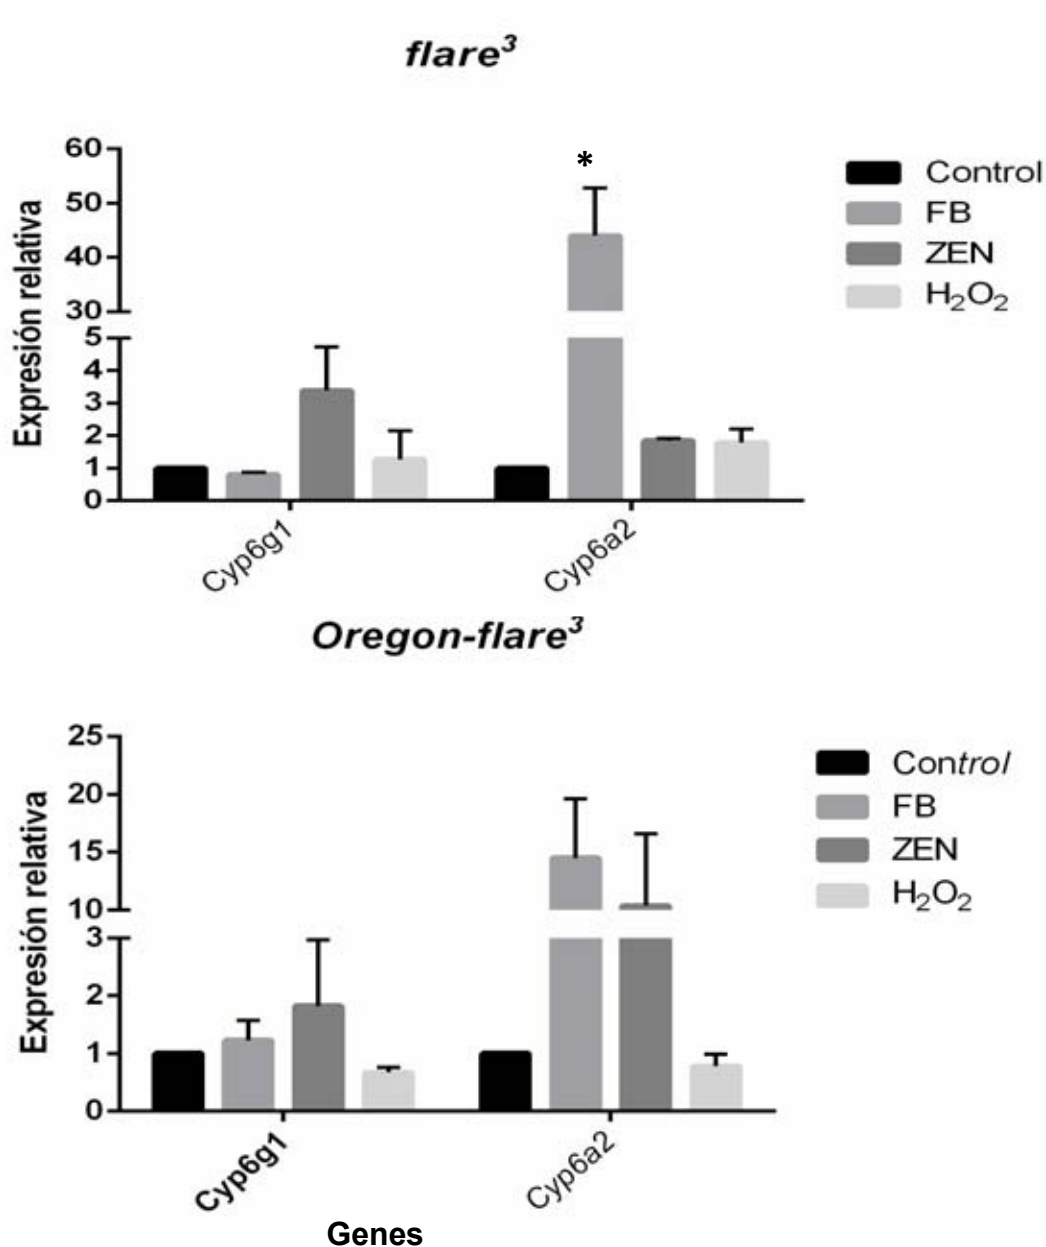 flare³
*
60
50
40
30
5
4
3
2
1
0
Expresión relativa
Control
FB
ZEN
H₂O₂
Cyp6g1
Cyp6a2
Oregon-flare³
25
20
15
10
3
2
1
0
Expresión relativa
Control
FB
ZEN
H₂O₂
Cyp6g1
Cyp6a2
Genes